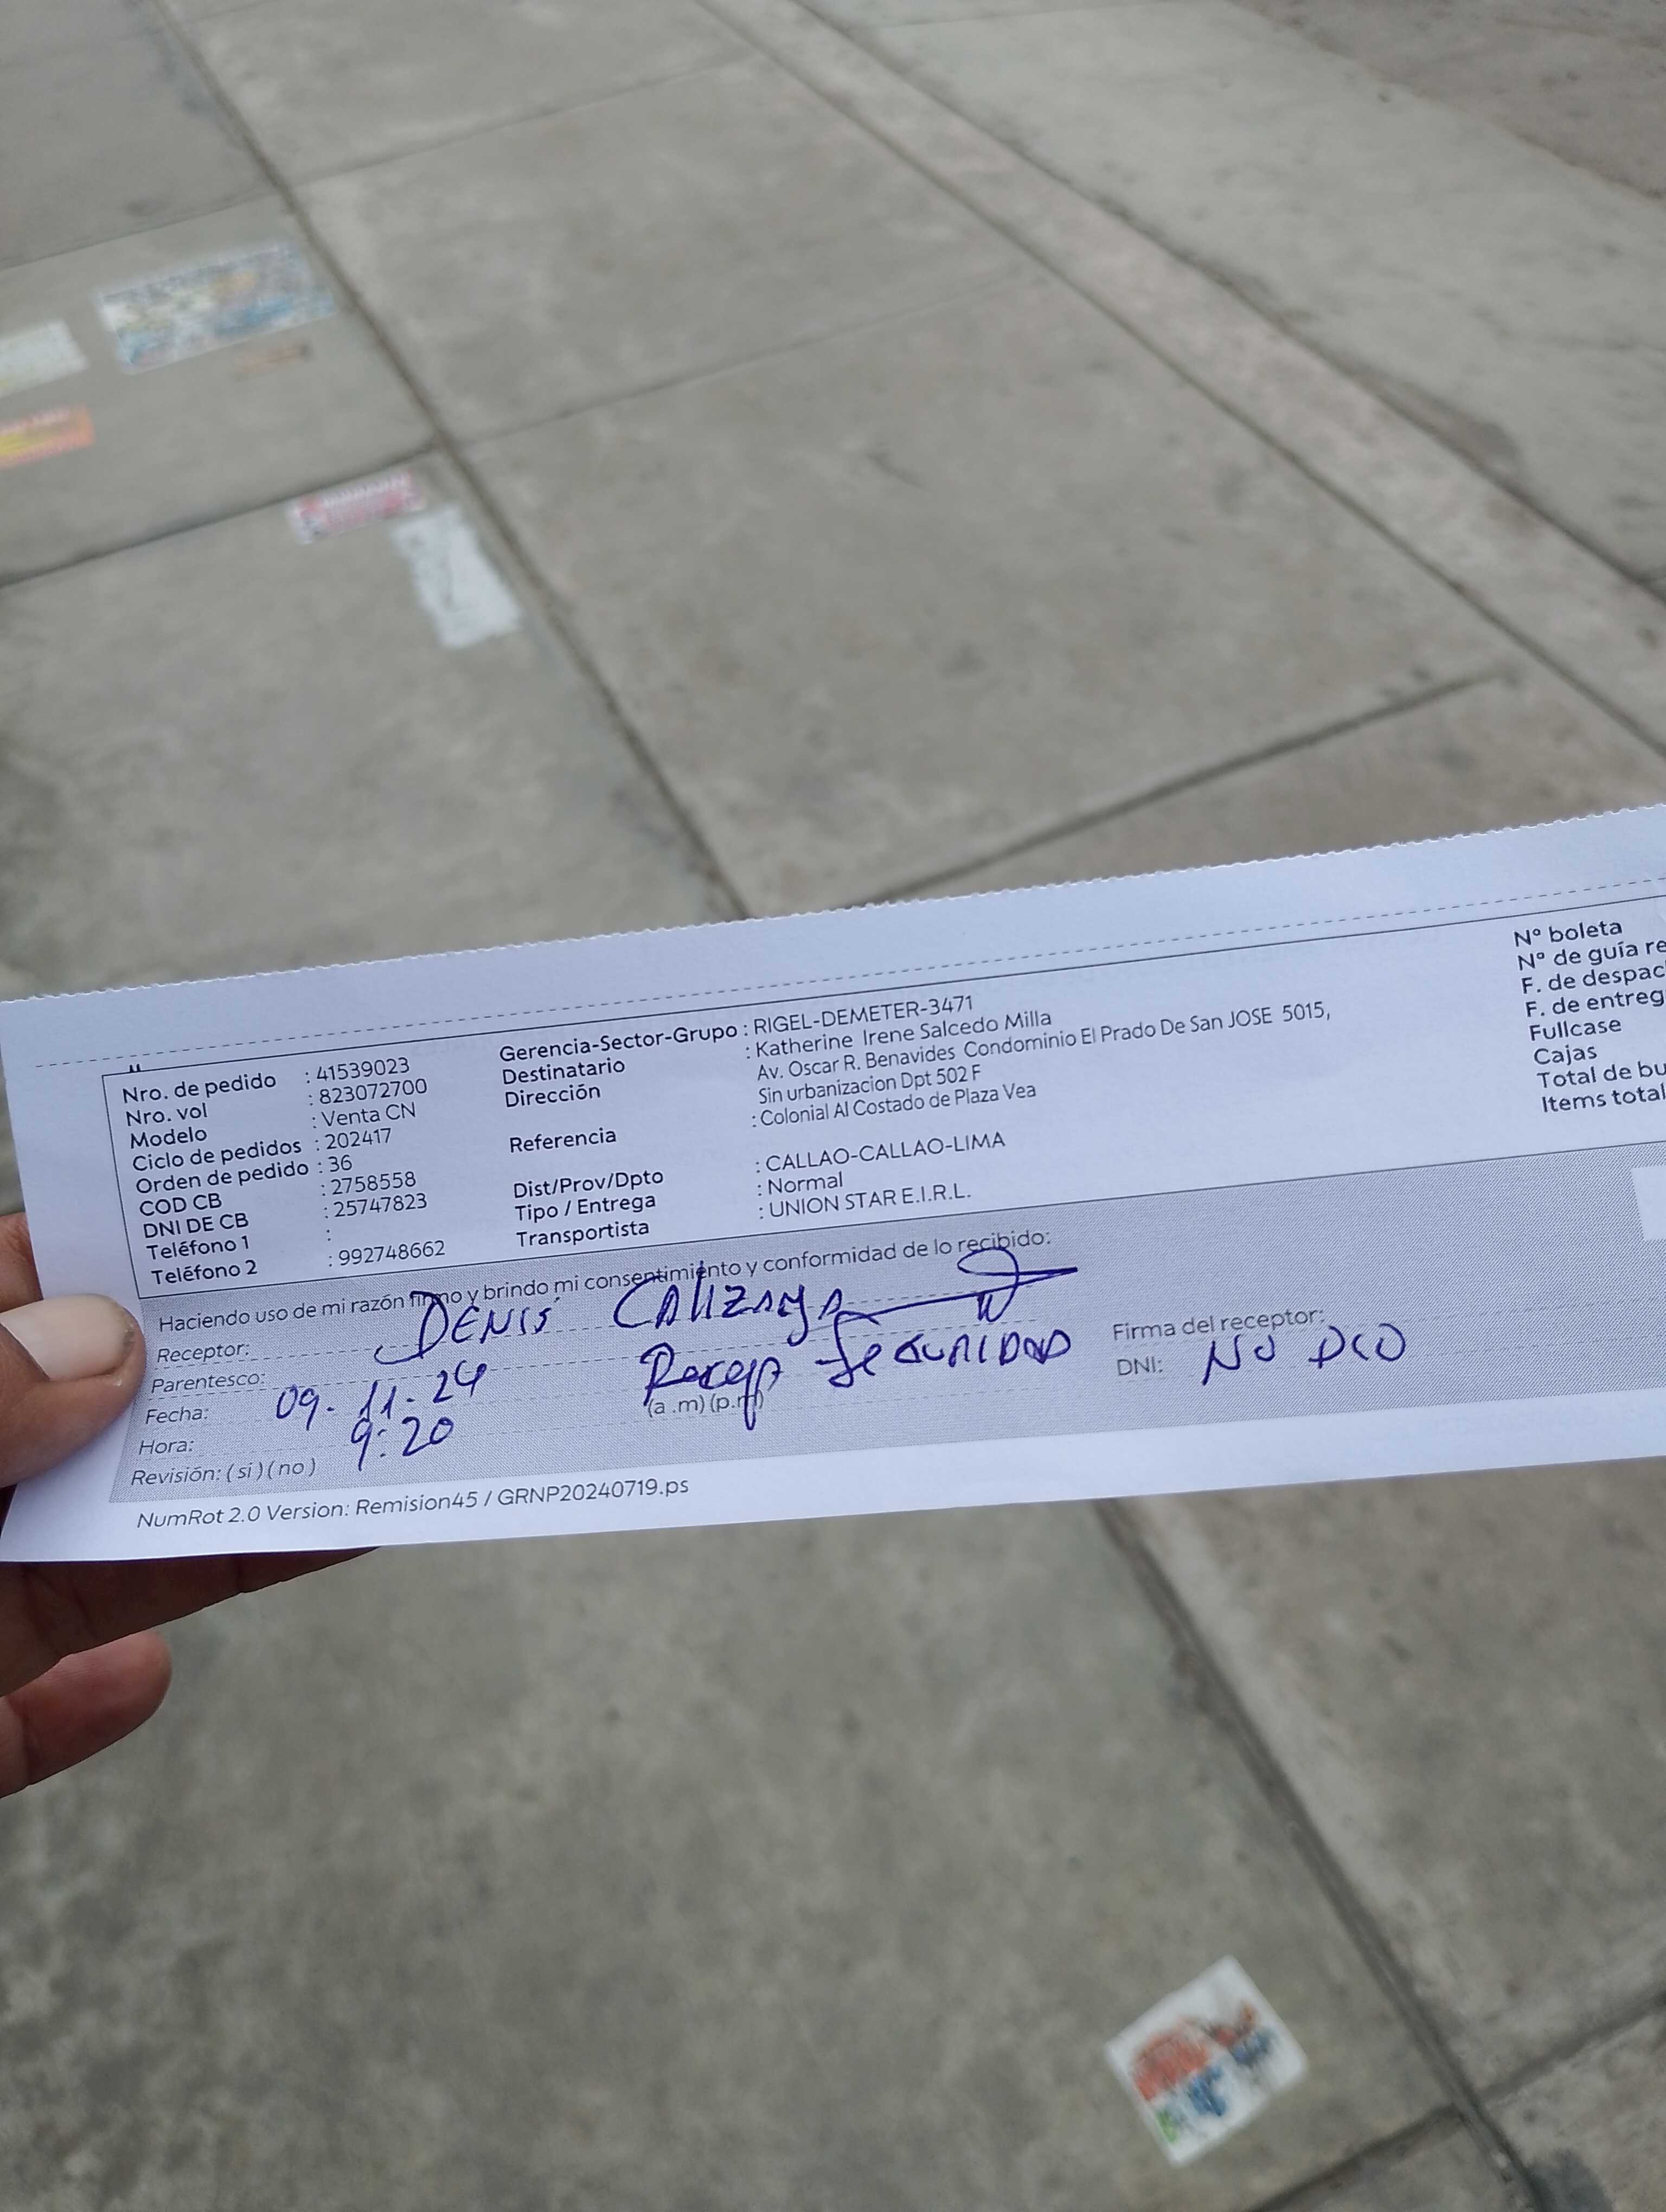 Nro. de pedido : 41539023
Nro. vol : 823072700
Modelo : Venta CN
Ciclo de pedidos : 202417
Orden de pedido : 36
COD CB : 2758558
DNI DE CB : 25747823
Teléfono 1 :
Teléfono 2 : 992748662
Gerencia-Sector-Grupo : RIGEL-DEMETER-3471
Destinatario : Katherine Irene Salcedo Milla
Dirección Av. Oscar R. Benavides Condominio El Prado De San JOSE 5015,
Sin urbanizacion Dpt 502 F
Referencia : Colonial Al Costado de Plaza Vea
Dist/Prov/Dpto : CALLAO-CALLAO-LIMA
Tipo / Entrega : Normal
Transportista : UNION STAR E.I.R.L.
Nº boleta
Nº de guía re
F. de despac
F. de entreg
Fullcase
Cajas
Total de bu
Items total
Haciendo uso de mi razón firmo y brindo mi consentimiento y conformidad de lo recibido:
Receptor: DENIS CALIZAYA
Parentesco: Recep SEGURIDAD
Fecha: 09-11-24
Hora: 9:20 (a.m) (p.m)
Revisión: (si) (no)
Firma del receptor:
DNI: NO DIO
NumRot 2.0 Version: Remision45 / GRNP20240719.ps